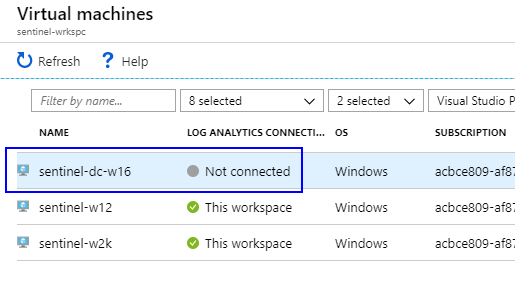 Virtual machines
sentinel-wrkspc
Refresh ? Help
Filter by name... 8 selected 2 selected Visual Studio P
NAME LOG ANALYTICS CONNECTI... OS SUBSCRIPTION
sentinel-dc-w16 Not connected Windows acbce809-af87
sentinel-w12 This workspace Windows acbce809-af87
sentinel-w2k This workspace Windows acbce809-af87